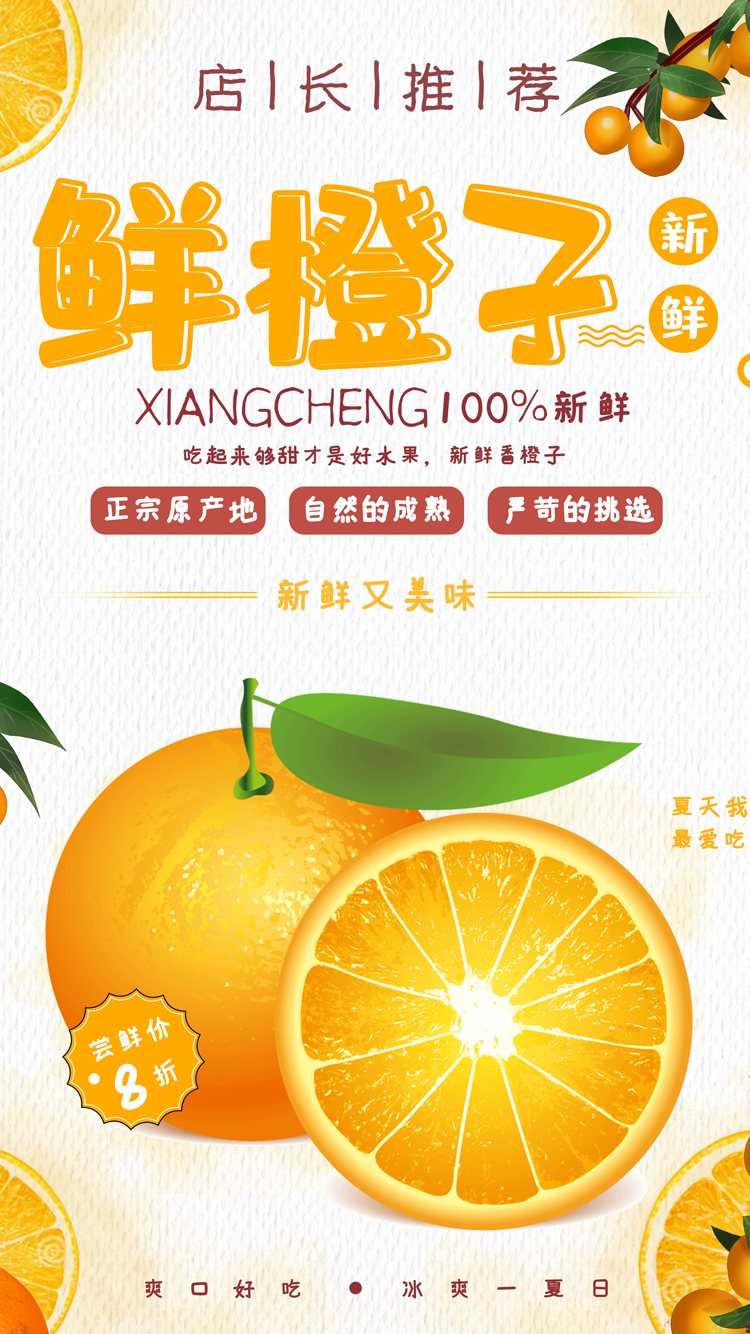 店|长|推|荐
鲜橙子
新
鲜
XIANGCHENG100%新鲜
吃起来够甜才是好水果，新鲜香橙子
正宗原产地 自然的成熟 严苛的挑选
新鲜又美味
夏天我
最爱吃
尝鲜价
8折
爽口好吃●冰爽一夏日